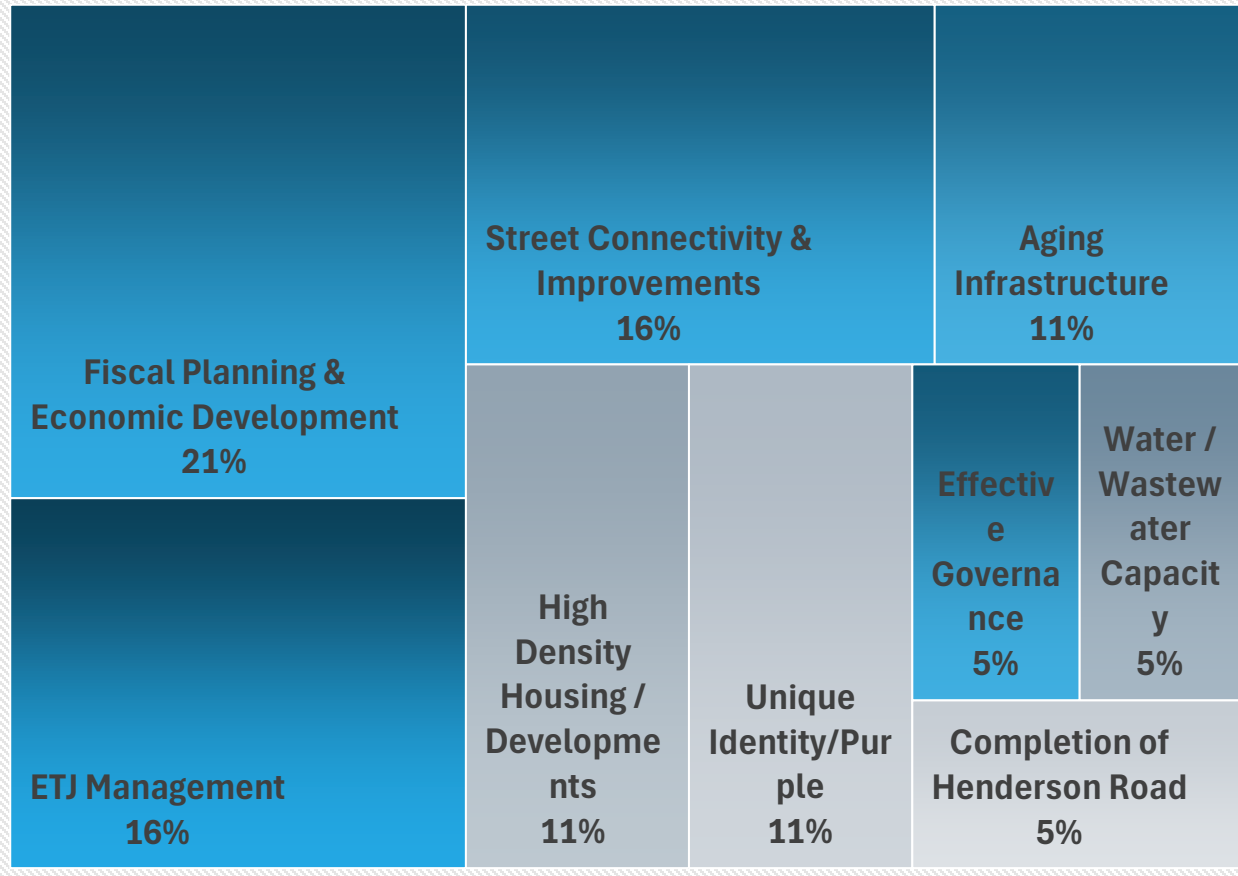 Fiscal Planning &
Economic Development
21%
ETJ Management
16%
Street Connectivity &
Improvements
16%
Aging
Infrastructure
11%
High
Density
Housing /
Developme
nts
11%
Unique
Identity/Pur
ple
11%
Effectiv
e
Governa
nce
5%
Water /
Wastew
ater
Capacit
y
5%
Completion of
Henderson Road
5%